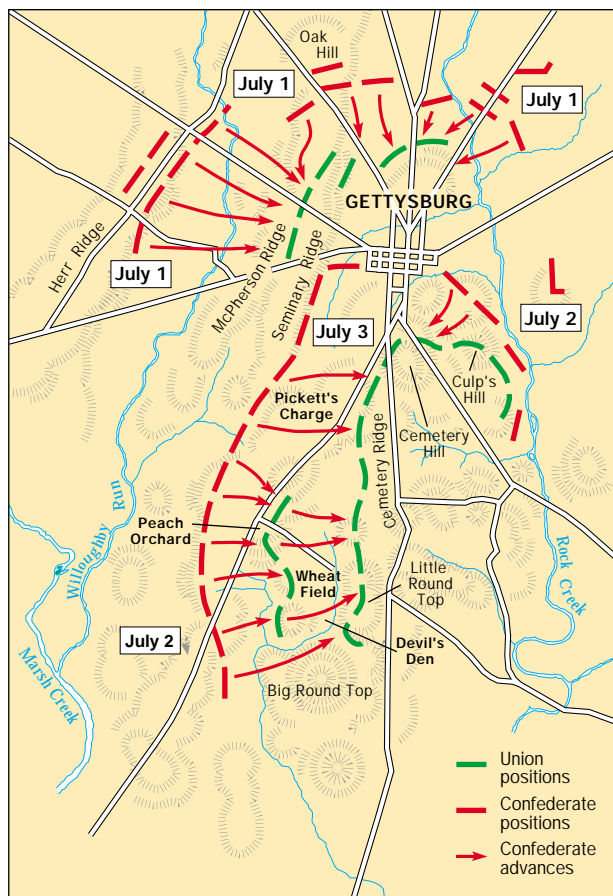 Oak
Hill
July 1
July 1
GETTYSBURG
Herr Ridge
McPherson Ridge
Seminary Ridge
July 1
July 2
July 3
Culp's
Hill
Pickett's
Charge
Cemetery
Hill
Cemetery Ridge
Willoughby Run
Peach
Orchard
Wheat
Field
Little
Round
Top
Rock Creek
July 2
Devil's
Den
Marsh Creek
Big Round Top
Union
positions
Confederate
positions
Confederate
advances